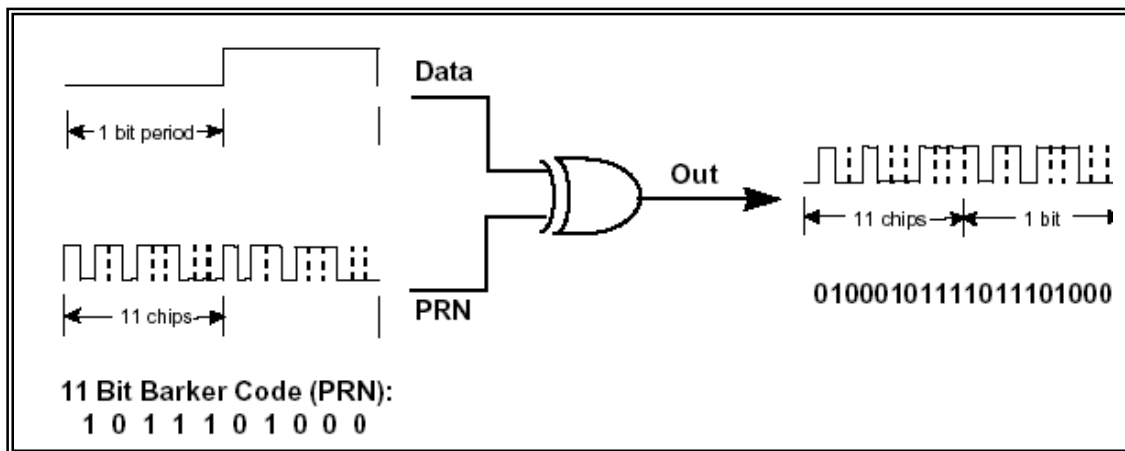 Data
1 bit period
Out
11 chips
1 bit
01000101111011101000
11 chips
PRN
11 Bit Barker Code (PRN):
1 0 1 1 1 0 1 0 0 0